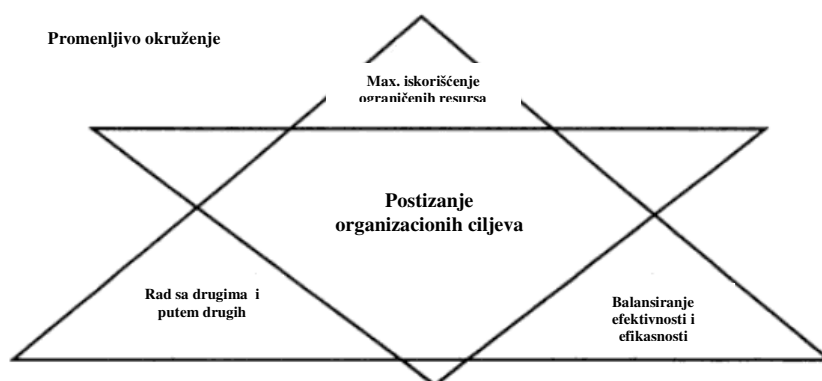 Promenljivo okruženje
Max. iskorišćenje
ograničenih resursa
Postizanje
organizacionih ciljeva
Rad sa drugima i
putem drugih
Balansiranje
efektivnosti i
efikasnosti